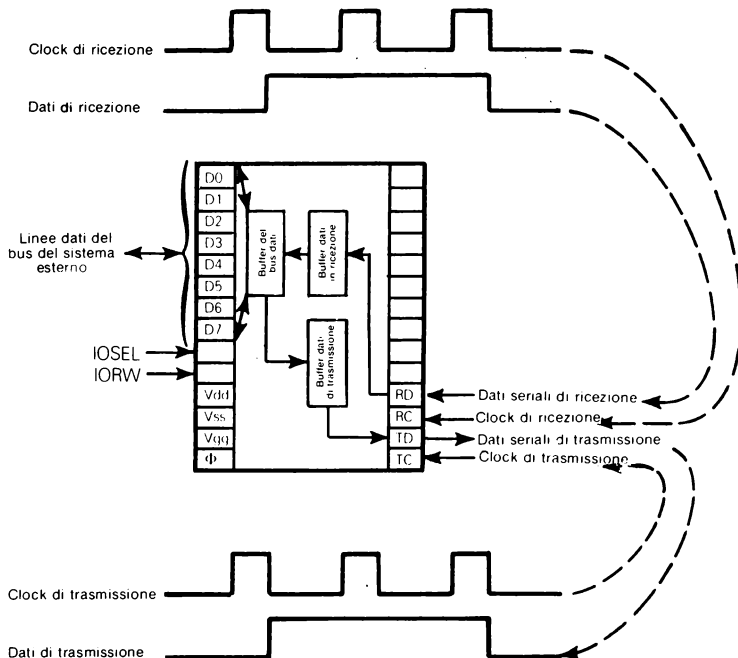 Clock di ricezione
Dati di ricezione
Linee dati del
bus del sistema
esterno
D0
D1
D2
D3
D4
D5
D6
D7
IOSEL
IORW
Vdd
Vss
Vgg
Φ
Buffer del
bus dati
Buffer dati
in ricezione
Buffer dati
di trasmissione
RD
RC
TD
TC
Dati seriali di ricezione
Clock di ricezione
Dati seriali di trasmissione
Clock di trasmissione
Clock di trasmissione
Dati di trasmissione